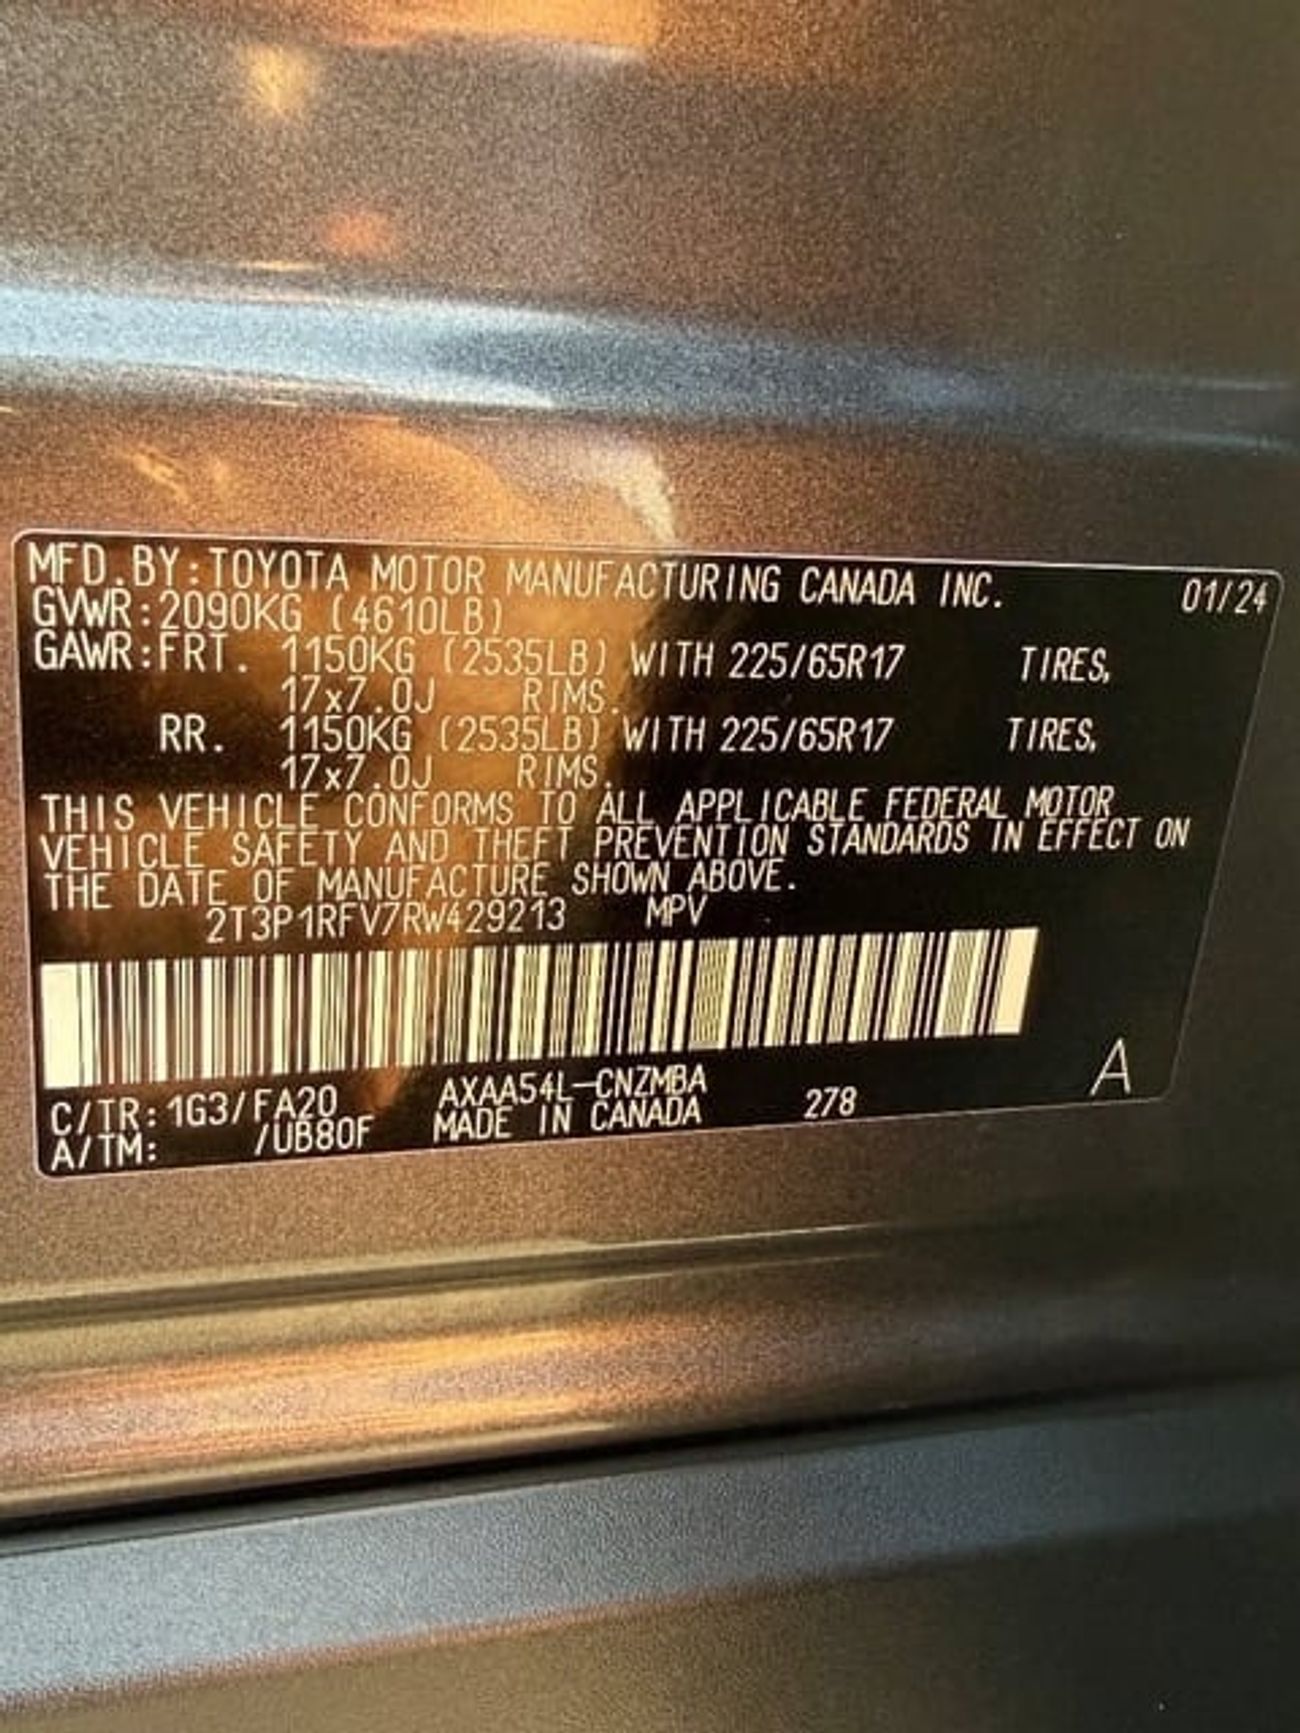 MFD.BY:TOYOTA MOTOR MANUFACTURING CANADA INC. 01/24
GVWR:2090KG (4610LB)
GAWR:FRT. 1150KG (2535LB) WITH 225/65R17 TIRES,
17x7.0J RIMS.
RR. 1150KG (2535LB) WITH 225/65R17 TIRES,
17x7.0J RIMS.
THIS VEHICLE CONFORMS TO ALL APPLICABLE FEDERAL MOTOR
VEHICLE SAFETY AND THEFT PREVENTION STANDARDS IN EFFECT ON
THE DATE OF MANUFACTURE SHOWN ABOVE.
2T3P1RFV7RW429213 MPV
C/TR:1G3/FA20 AXAA54L-CNZMBA 278 A
A/TM: /UB80F MADE IN CANADA